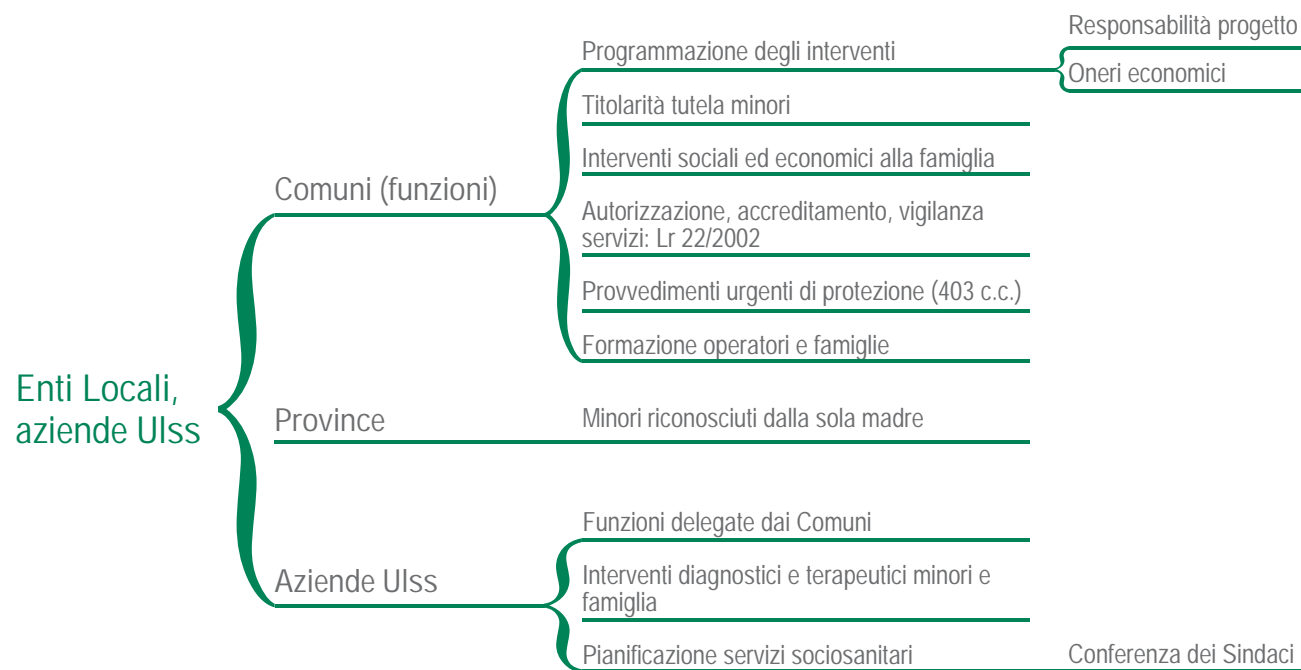 Responsabilità progetto
Programmazione degli interventi
Oneri economici
Titolarità tutela minori
Interventi sociali ed economici alla famiglia
Comuni (funzioni)
Autorizzazione, accreditamento, vigilanza
servizi: Lr 22/2002
Provvedimenti urgenti di protezione (403 c.c.)
Formazione operatori e famiglie
Enti Locali,
aziende Ulss
Province
Minori riconosciuti dalla sola madre
Funzioni delegate dai Comuni
Aziende Ulss
Interventi diagnostici e terapeutici minori e
famiglia
Pianificazione servizi sociosanitari
Conferenza dei Sindaci